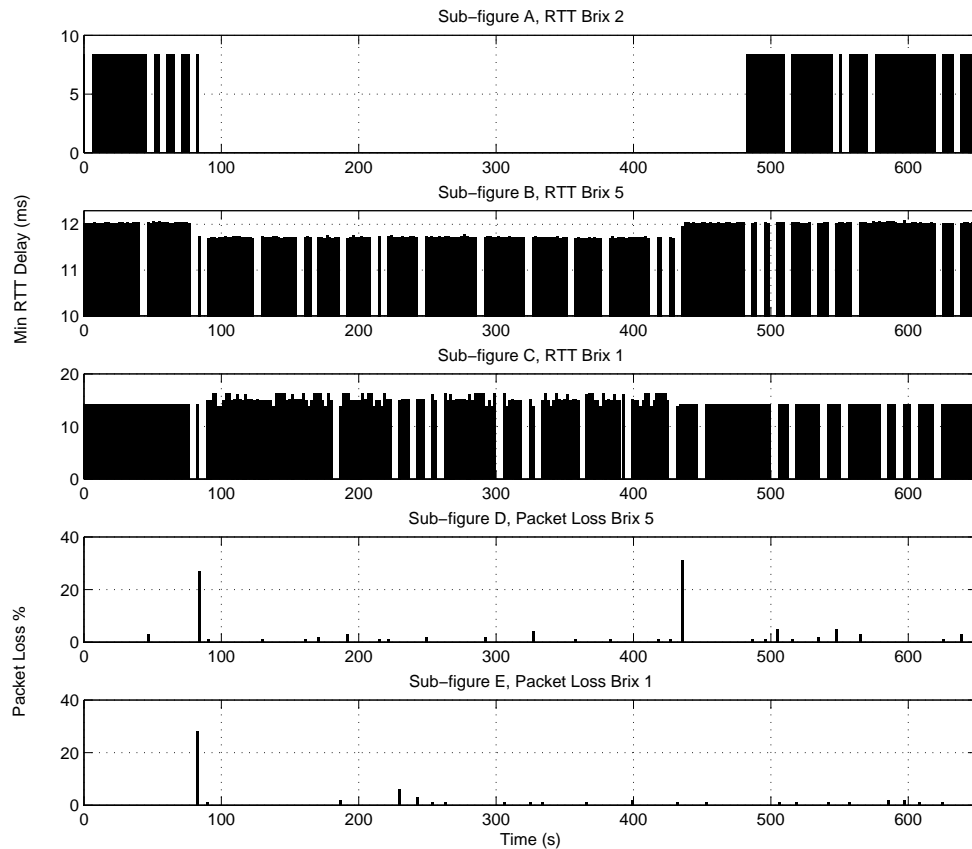 Sub-figure A, RTT Brix 2
10
5
0
0 100 200 300 400 500 600
Sub-figure B, RTT Brix 5
Min RTT Delay (ms)
12
11
10
0 100 200 300 400 500 600
Sub-figure C, RTT Brix 1
20
10
0
0 100 200 300 400 500 600
Sub-figure D, Packet Loss Brix 5
40
20
0
0 100 200 300 400 500 600
Sub-figure E, Packet Loss Brix 1
Packet Loss %
40
20
0
0 100 200 300 400 500 600
Time (s)